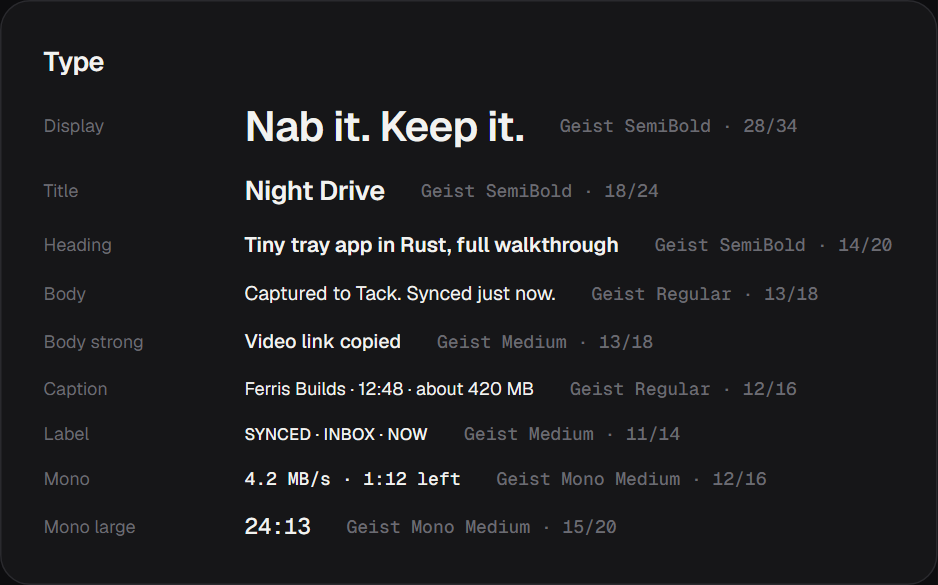 Type
Display Nab it. Keep it. Geist SemiBold · 28/34
Title Night Drive Geist SemiBold · 18/24
Heading Tiny tray app in Rust, full walkthrough Geist SemiBold · 14/20
Body Captured to Tack. Synced just now. Geist Regular · 13/18
Body strong Video link copied Geist Medium · 13/18
Caption Ferris Builds · 12:48 · about 420 MB Geist Regular · 12/16
Label SYNCED · INBOX · NOW Geist Medium · 11/14
Mono 4.2 MB/s · 1:12 left Geist Mono Medium · 12/16
Mono large 24:13 Geist Mono Medium · 15/20